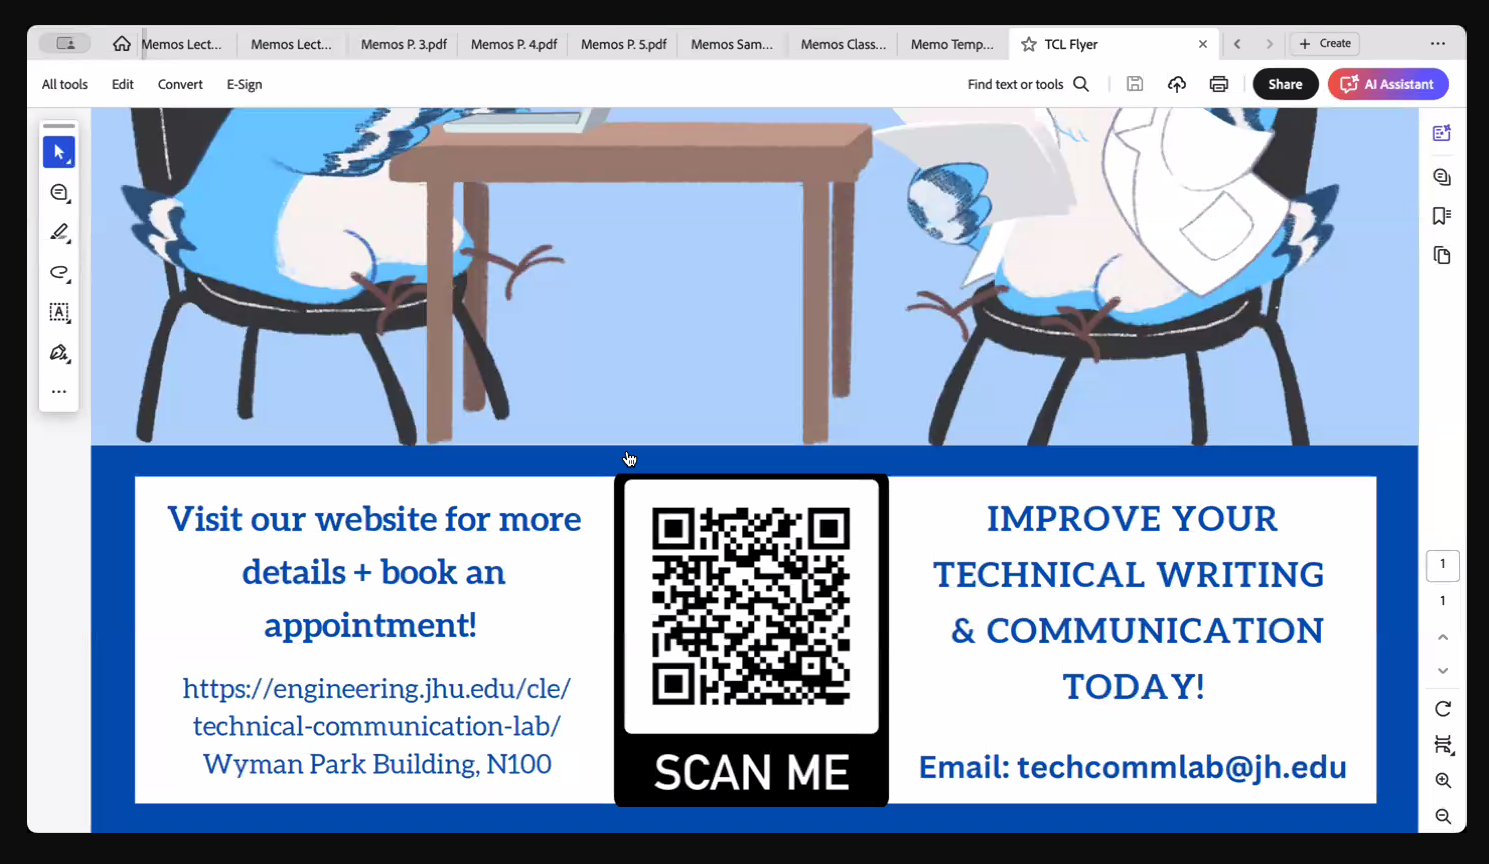 Memos Lect...
Memos Lect...
Memos P. 3.pdf
Memos P. 4.pdf
Memos P. 5.pdf
Memos Sam...
Memos Class...
Memo Temp...
TCL Flyer
Create
All tools
Edit
Convert
E-Sign
Find text or tools
Share
AI Assistant
Visit our website for more
details + book an
appointment!
https://engineering.jhu.edu/cle/
technical-communication-lab/
Wyman Park Building, N100
SCAN ME
IMPROVE YOUR
TECHNICAL WRITING
& COMMUNICATION
TODAY!
Email: techcommlab@jh.edu
1
1